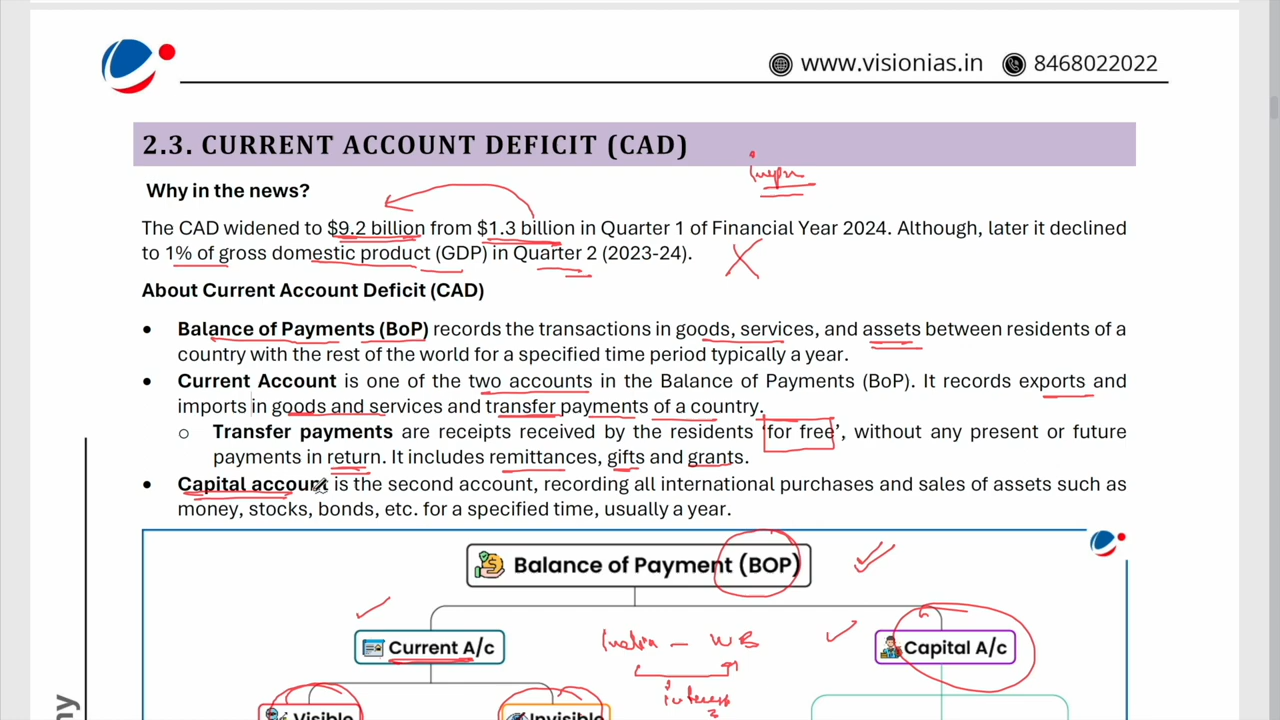 www.visionias.in 8468022022
2.3. CURRENT ACCOUNT DEFICIT (CAD)
Why in the news?
The CAD widened to $9.2 billion from $1.3 billion in Quarter 1 of Financial Year 2024. Although, later it declined
to 1% of gross domestic product (GDP) in Quarter 2 (2023-24).
About Current Account Deficit (CAD)
• Balance of Payments (BoP) records the transactions in goods, services, and assets between residents of a
country with the rest of the world for a specified time period typically a year.
• Current Account is one of the two accounts in the Balance of Payments (BoP). It records exports and
imports in goods and services and transfer payments of a country.
o Transfer payments are receipts received by the residents ‘for free’, without any present or future
payments in return. It includes remittances, gifts and grants.
• Capital account is the second account, recording all international purchases and sales of assets such as
money, stocks, bonds, etc. for a specified time, usually a year.
Balance of Payment (BOP)
India - WB
Current A/c
Capital A/c
interest
Visible
Invisible